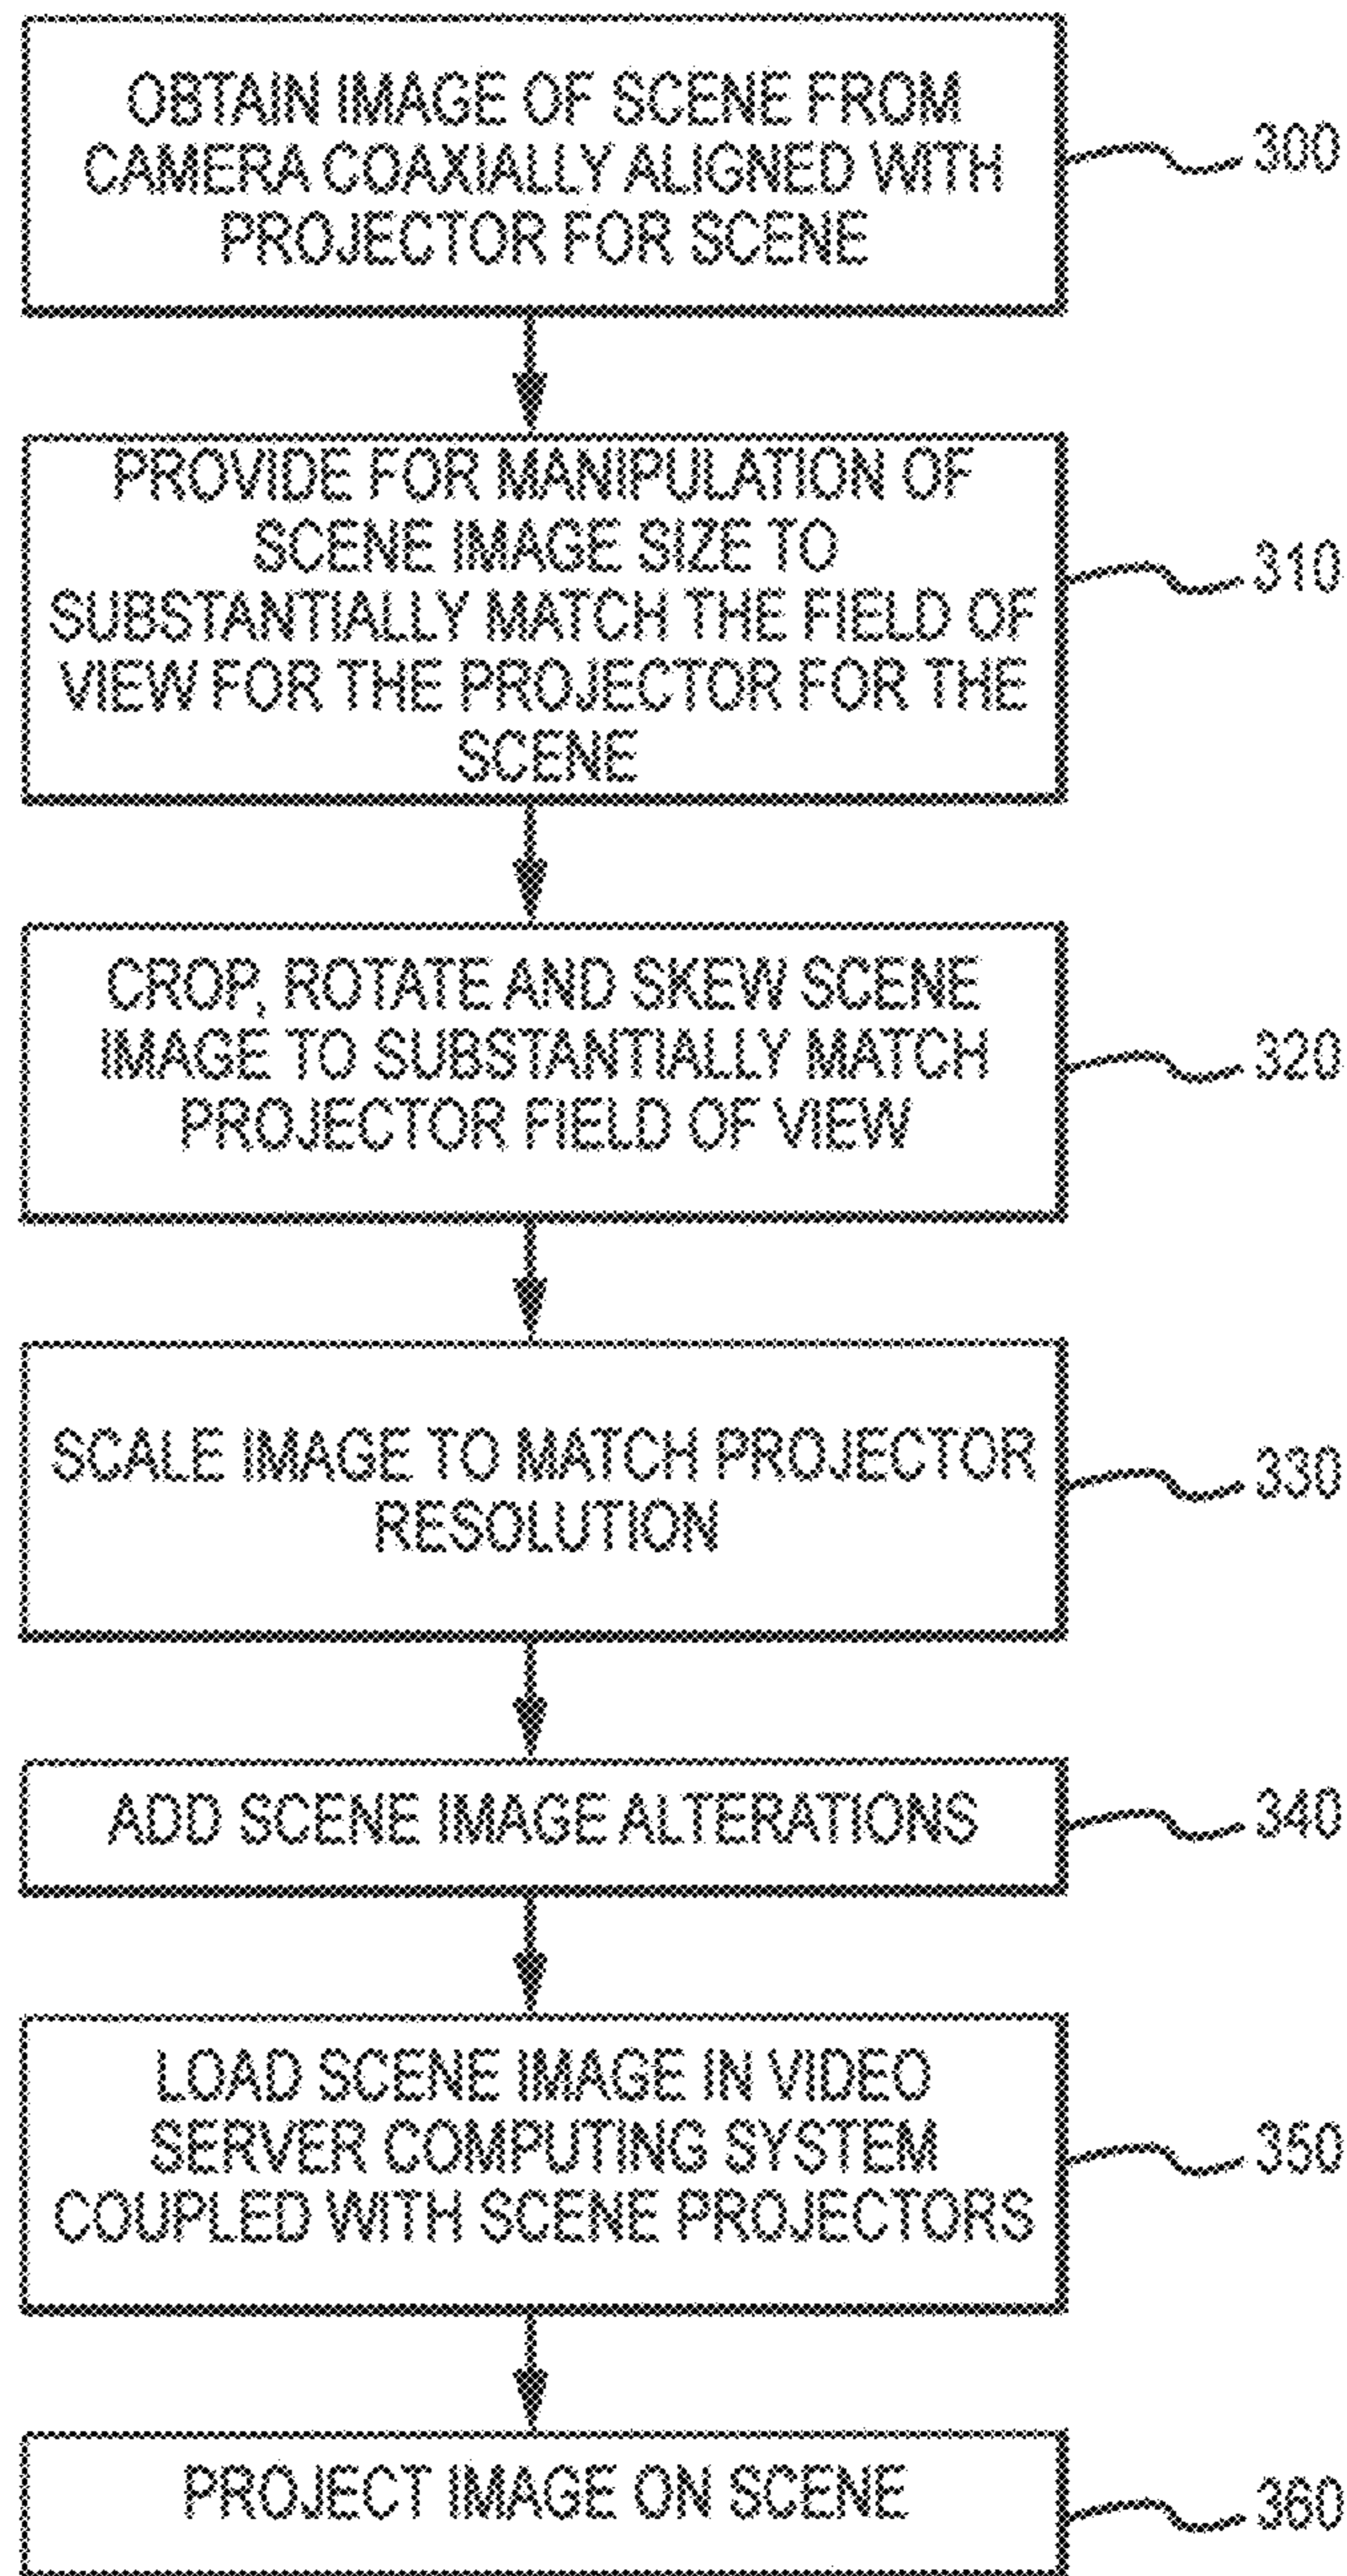 OBTAIN IMAGE OF SCENE FROM
CAMERA COAXIALLY ALIGNED WITH
PROJECTOR FOR SCENE
300
PROVIDE FOR MANIPULATION OF
SCENE IMAGE SIZE TO
SUBSTANTIALLY MATCH THE FIELD OF
VIEW FOR THE PROJECTOR FOR THE
SCENE
310
CROP, ROTATE AND SKEW SCENE
IMAGE TO SUBSTANTIALLY MATCH
PROJECTOR FIELD OF VIEW
320
SCALE IMAGE TO MATCH PROJECTOR
RESOLUTION
330
ADD SCENE IMAGE ALTERATIONS
340
LOAD SCENE IMAGE IN VIDEO
SERVER COMPUTING SYSTEM
COUPLED WITH SCENE PROJECTORS
350
PROJECT IMAGE ON SCENE
360